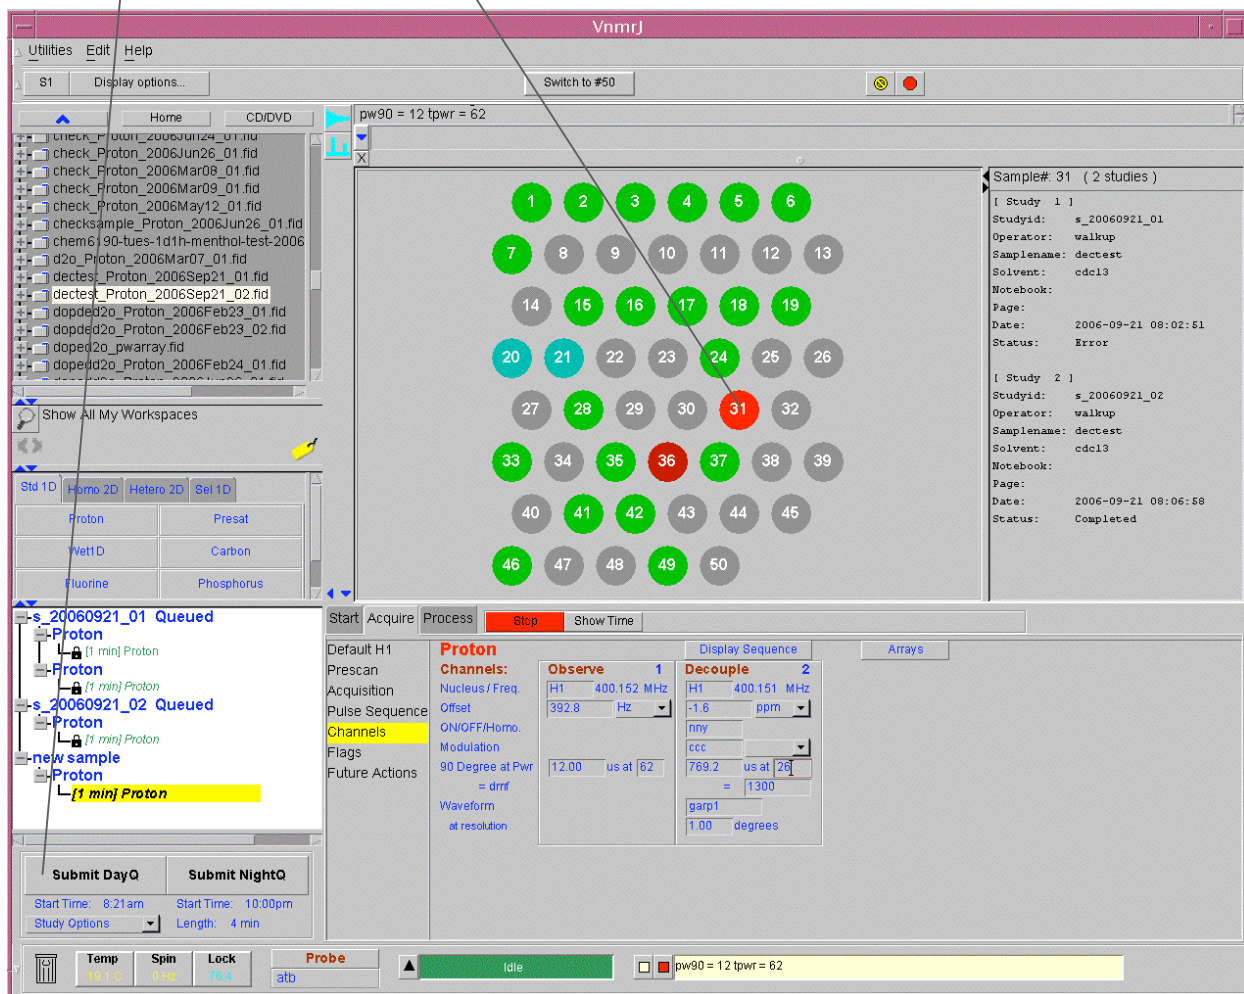 VnmrJ
Utilities Edit Help
S1 Display options... Switch to #50
Home CD/DVD
pw90 = 12 tpwr = 62
check_Proton_2006Jun24_01.fid
check_Proton_2006Jun26_01.fid
check_Proton_2006Mar08_01.fid
check_Proton_2006Mar09_01.fid
check_Proton_2006May12_01.fid
checksample_Proton_2006Jun26_01.fid
chem6190-tues-1d1h-menthol-test-2006
d2o_Proton_2006Mar07_01.fid
dectest_Proton_2006Sep21_01.fid
dectest_Proton_2006Sep21_02.fid
dopded2o_Proton_2006Feb23_01.fid
dopded2o_Proton_2006Feb23_02.fid
doped2o_pwarray.fid
dopedd2o_Proton_2006Feb24_01.fid
Show All My Workspaces
Std 1D Homo 2D Hetero 2D Sel 1D
Proton Presat
Wet1D Carbon
Fluorine Phosphorus
X
1 2 3 4 5 6
7 8 9 10 11 12 13
14 15 16 17 18 19
20 21 22 23 24 25 26
27 28 29 30 31 32
33 34 35 36 37 38 39
40 41 42 43 44 45
46 47 48 49 50
Sample#: 31 ( 2 studies )
[ Study 1 ]
Studyid: s_20060921_01
Operator: walkup
Samplename: dectest
Solvent: cdcl3
Notebook:
Page:
Date: 2006-09-21 08:02:51
Status: Error
[ Study 2 ]
Studyid: s_20060921_02
Operator: walkup
Samplename: dectest
Solvent: cdcl3
Notebook:
Page:
Date: 2006-09-21 08:06:58
Status: Completed
s_20060921_01 Queued
Proton
[1 min] Proton
Proton
[1 min] Proton
s_20060921_02 Queued
Proton
[1 min] Proton
new sample
Proton
[1 min] Proton
Submit DayQ Submit NightQ
Start Time: 8:21am Start Time: 10:00pm
Study Options Length: 4 min
Start Acquire Process Stop Show Time
Default H1
Prescan
Acquisition
Pulse Sequence
Channels
Flags
Future Actions
Proton Display Sequence Arrays
Channels: Observe 1 Decouple 2
Nucleus / Freq. H1 400.152 MHz H1 400.151 MHz
Offset 392.8 Hz -1.6 ppm
ON/OFF/Homo. nny
Modulation ccc
90 Degree at Pwr 12.00 us at 62 769.2 us at 26
= dmf = 1300
Waveform garp1
at resolution 1.00 degrees
Temp Spin Lock Probe
19.1 C 0 Hz 76.4 atb
Idle
pw90 = 12 tpwr = 62